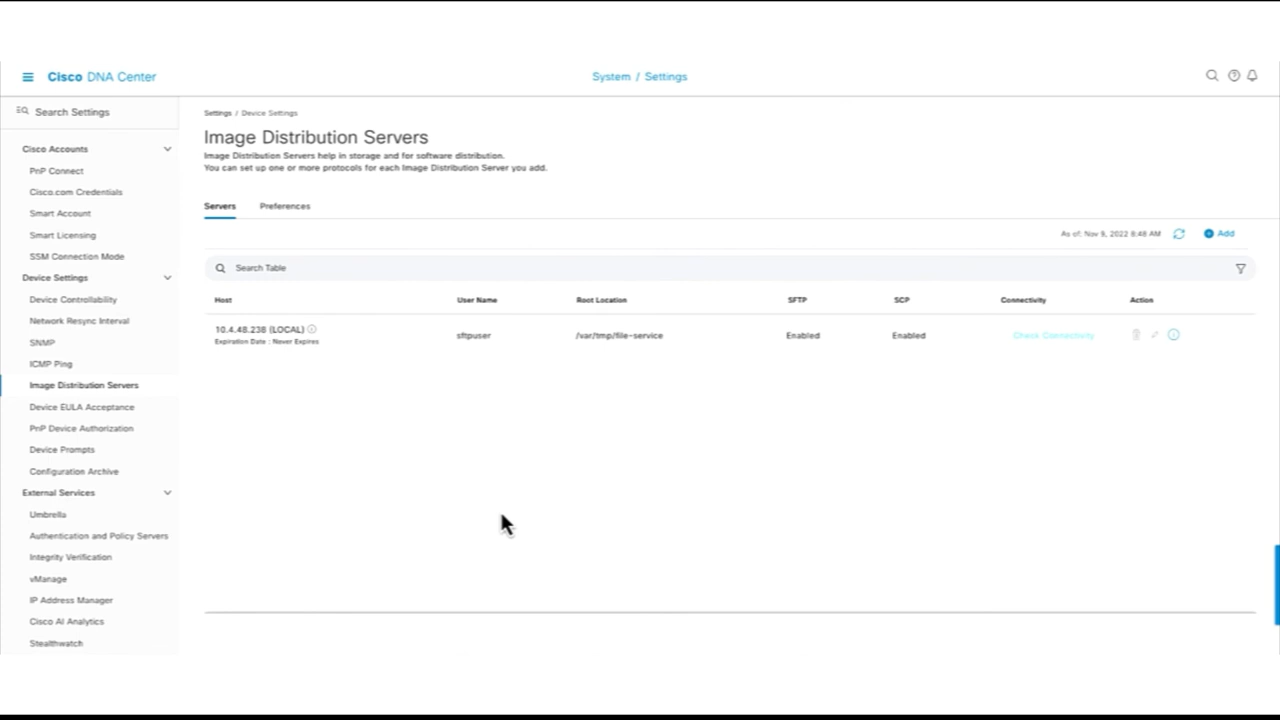 Cisco DNA Center
System / Settings
Search Settings
Cisco Accounts
PnP Connect
Cisco.com Credentials
Smart Account
Smart Licensing
SSM Connection Mode
Device Settings
Device Controllability
Network Resync Interval
SNMP
ICMP Ping
Image Distribution Servers
Device EULA Acceptance
PnP Device Authorization
Device Prompts
Configuration Archive
External Services
Umbrella
Authentication and Policy Servers
Integrity Verification
vManage
IP Address Manager
Cisco AI Analytics
Stealthwatch
Settings / Device Settings
Image Distribution Servers
Image Distribution Servers help in storage and for software distribution.
You can set up one or more protocols for each Image Distribution Server you add.
Servers Preferences
As of: Nov 9, 2022 8:48 AM Add
Search Table
Host User Name Root Location SFTP SCP Connectivity Action
10.4.48.238 (LOCAL) sftpuser /var/tmp/file-service Enabled Enabled Check Connectivity
Expiration Date : Never Expires